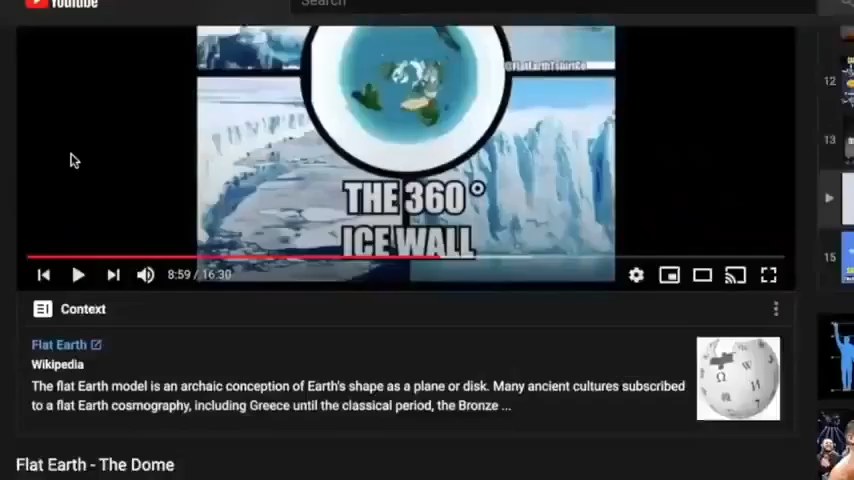 YouTube
Search
@FlatEarthTshirtCo
THE 360°
ICE WALL
8:59 / 16:30
12
13
15
Context
Flat Earth
Wikipedia
The flat Earth model is an archaic conception of Earth's shape as a plane or disk. Many ancient cultures subscribed
to a flat Earth cosmography, including Greece until the classical period, the Bronze ...
Flat Earth - The Dome